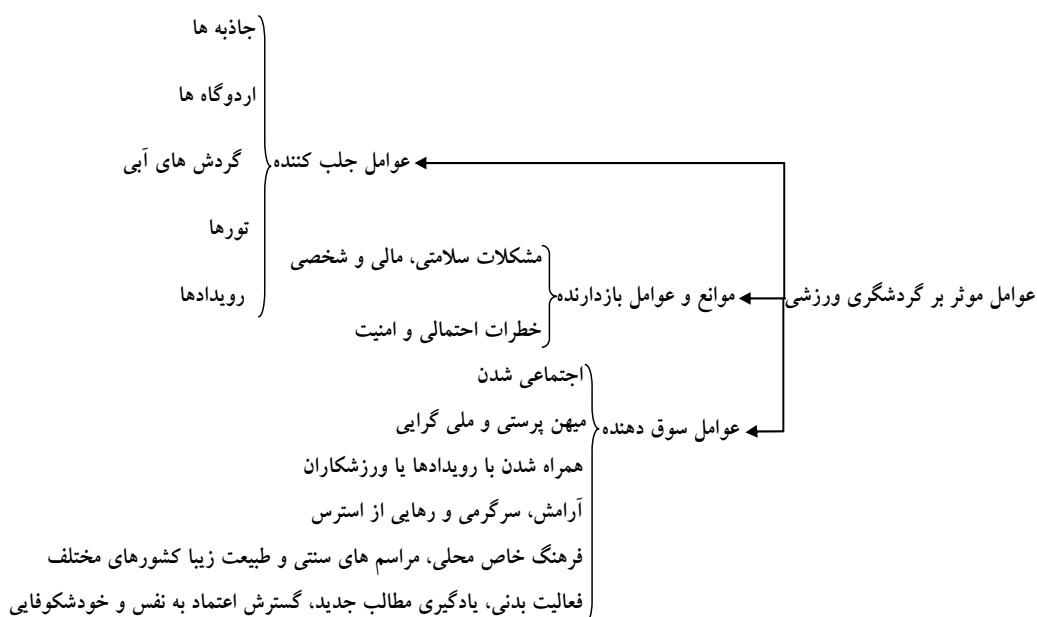 عوامل موثر بر گردشگری ورزشی
عوامل جلب کننده
جاذبه ها
اردوگاه ها
گردش های آبی
تورها
رویدادها
موانع و عوامل بازدارنده
مشکلات سلامتی، مالی و شخصی
خطرات احتمالی و امنیت
عوامل سوق دهنده
اجتماعی شدن
میهن پرستی و ملی گرایی
همراه شدن با رویدادها یا ورزشکاران
آرامش، سرگرمی و رهایی از استرس
فرهنگ خاص محلی، مراسم های سنتی و طبیعت زیبا کشورهای مختلف
فعالیت بدنی، یادگیری مطالب جدید، گسترش اعتماد به نفس و خودشکوفایی